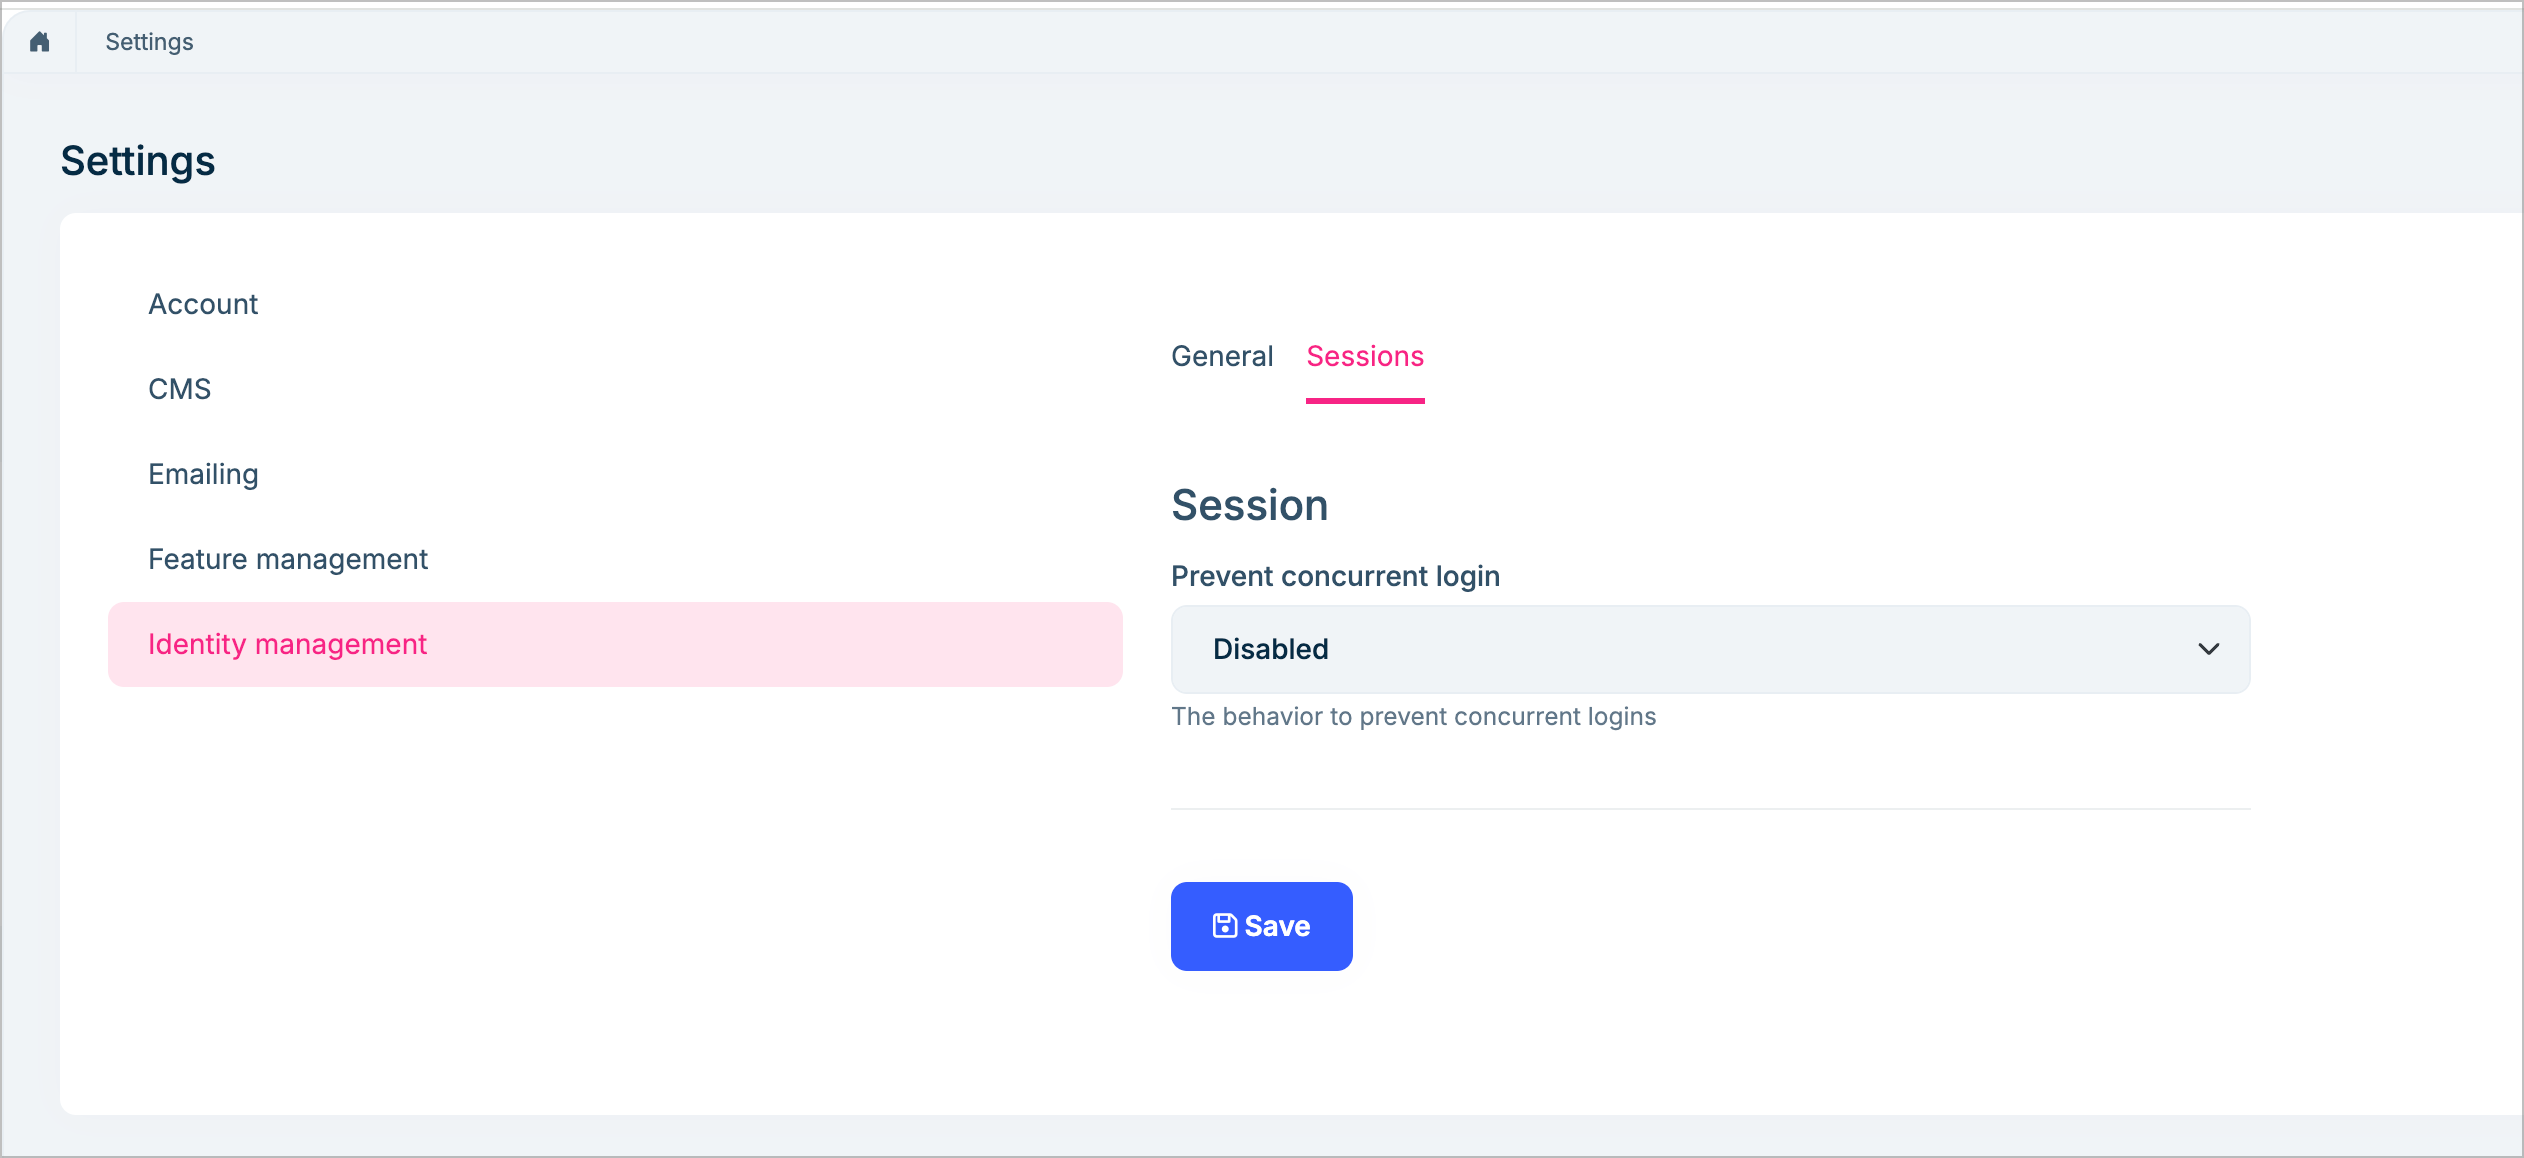 Settings
Settings
Account
CMS
Emailing
Feature management
Identity management
General Sessions
Session
Prevent concurrent login
Disabled
The behavior to prevent concurrent logins
Save